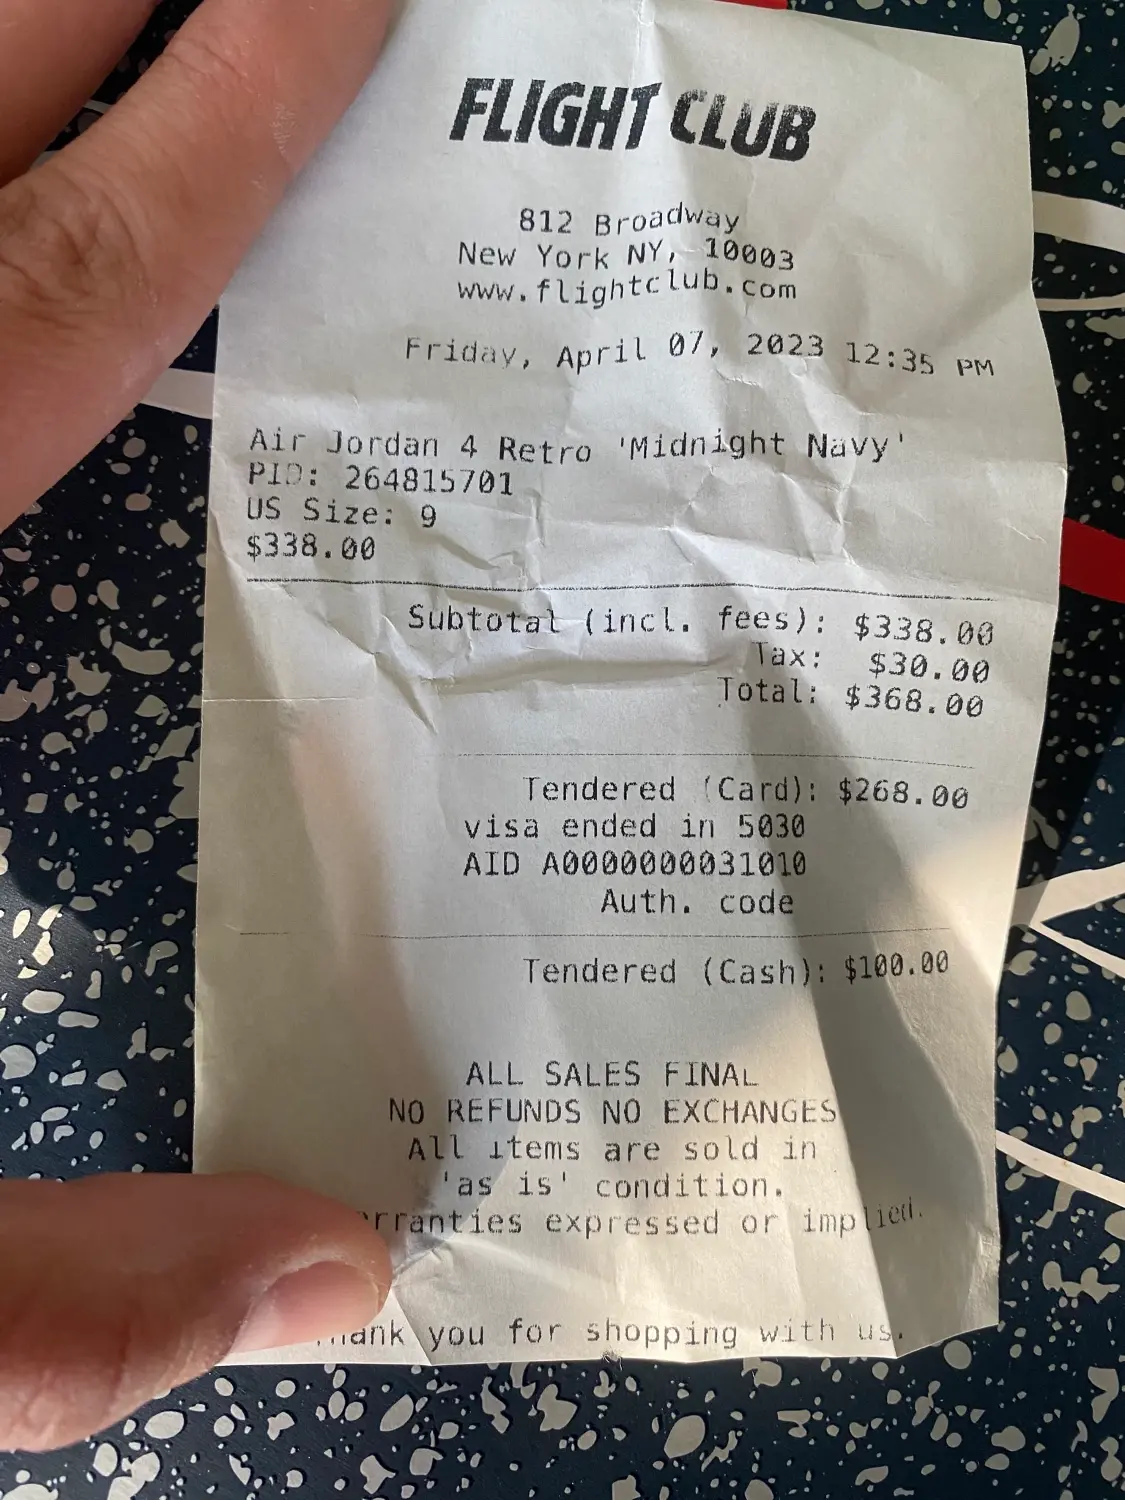 FLIGHT CLUB
812 Broadway
New York NY, 10003
www.flightclub.com
Friday, April 07, 2023 12:35 PM
Air Jordan 4 Retro 'Midnight Navy'
PID: 264815701
US Size: 9
$338.00
Subtotal (incl. fees): $338.00
Tax: $30.00
Total: $368.00
Tendered (Card): $268.00
visa ended in 5030
AID A0000000031010
Auth. code
Tendered (Cash): $100.00
ALL SALES FINAL
NO REFUNDS NO EXCHANGES
All items are sold in
'as is' condition.
expressed or implied.
you for shopping with us.